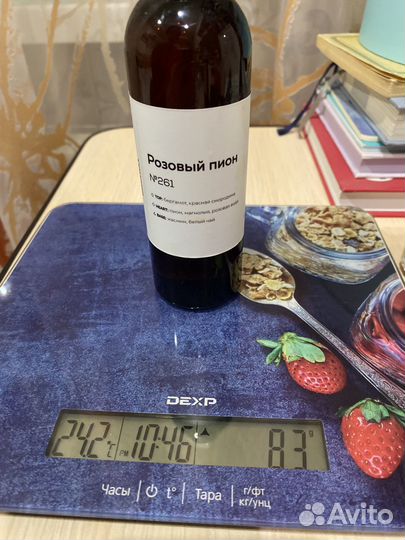 Розовый пион
№261
TOP: бергамот, красная смородина
HEART: пион, магнолия, розовая вода
BASE: жасмин, белый чай
DEXP
24.2 °C PM 10:46 83 g
Часы t° Тара г/фт
кг/унц
Avito